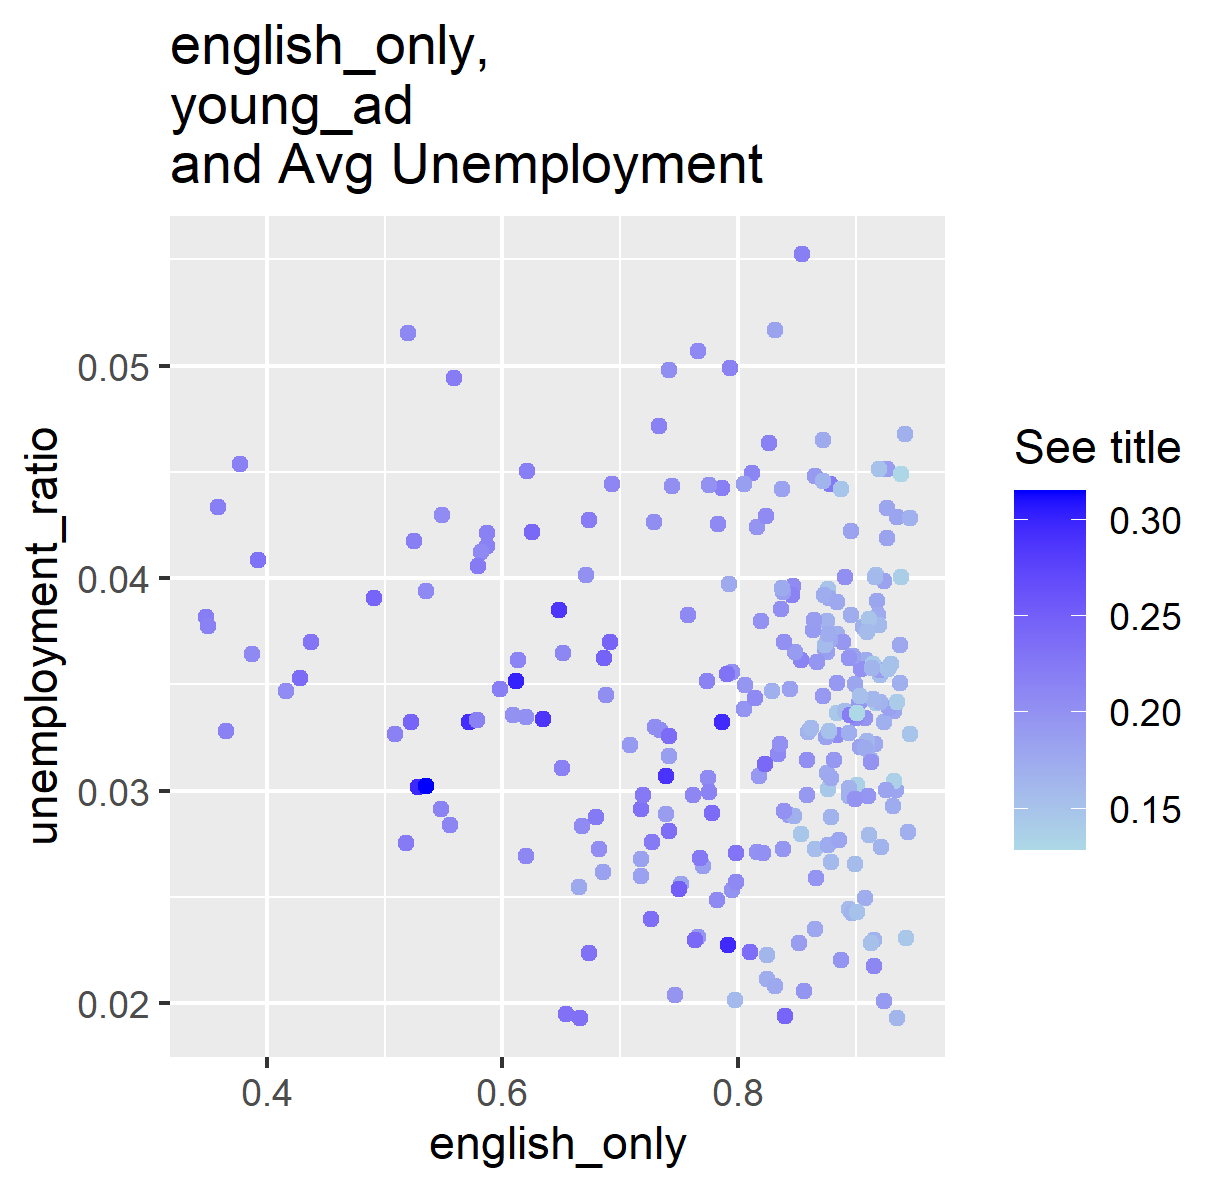 english_only,
young_ad
and Avg Unemployment
unemployment_ratio
0.05
0.04
0.03
0.02
0.4
0.6
0.8
english_only
See title
0.30
0.25
0.20
0.15